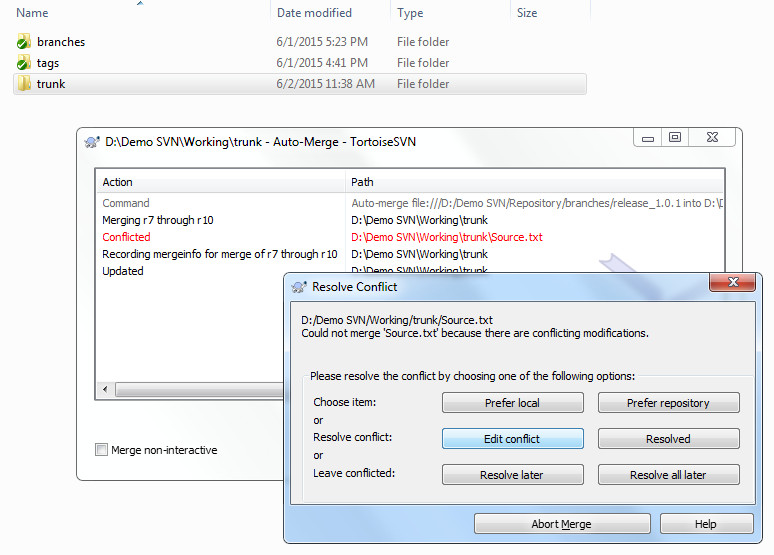 Name Date modified Type Size
branches 6/1/2015 5:23 PM File folder
tags 6/1/2015 4:41 PM File folder
trunk 6/2/2015 11:38 AM File folder
D:\Demo SVN\Working\trunk - Auto-Merge - TortoiseSVN
Action Path
Command Auto-merge file:///D:/Demo SVN/Repository/branches/release_1.0.1 into D:\
Merging r7 through r10 D:\Demo SVN\Working\trunk
Conflicted D:\Demo SVN\Working\trunk\Source.txt
Recording mergeinfo for merge of r7 through r10 D:\Demo SVN\Working\trunk
Updated D:\Demo SVN\Working\trunk
Resolve Conflict
D:/Demo SVN/Working/trunk/Source.txt
Could not merge 'Source.txt' because there are conflicting modifications.
Please resolve the conflict by choosing one of the following options:
Choose item: Prefer local Prefer repository
or
Resolve conflict: Edit conflict Resolved
or
Leave conflicted: Resolve later Resolve all later
Merge non-interactive
Abort Merge Help